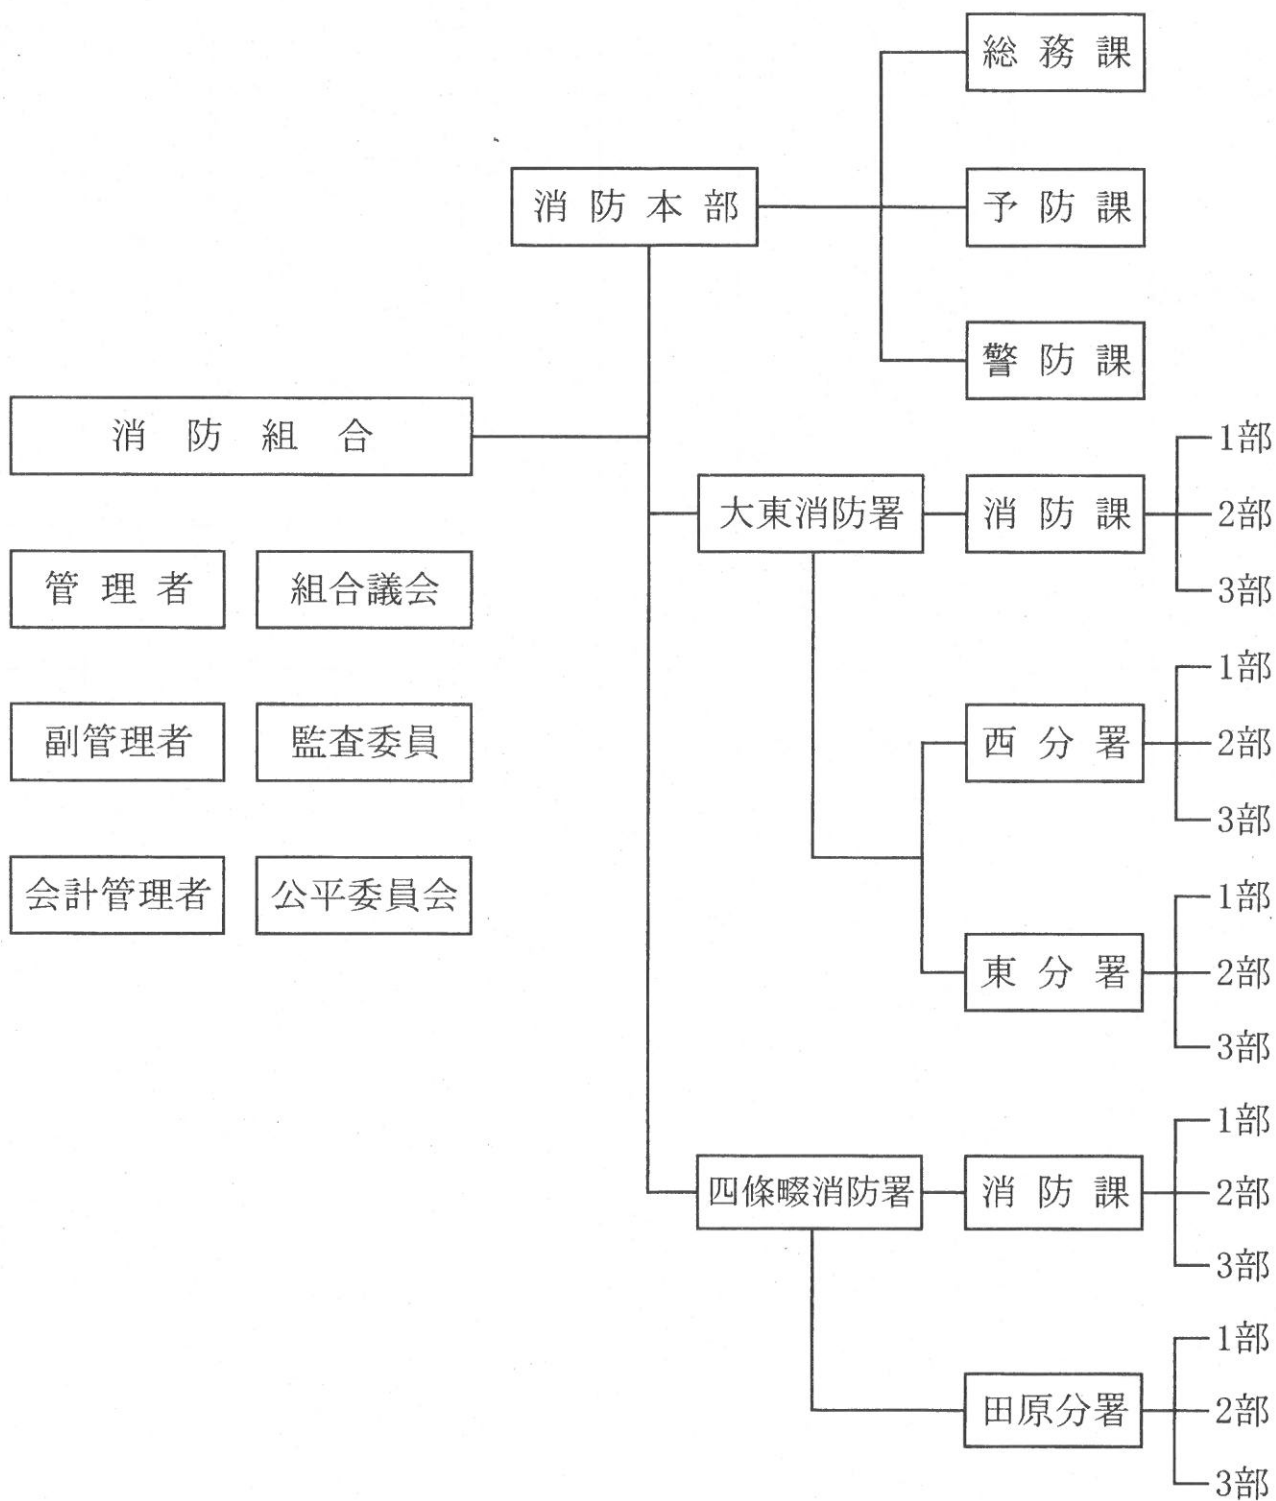 総務課
消防本部
予防課
警防課
消防組合
管理者
組合議会
副管理者
監査委員
会計管理者
公平委員会
大東消防署
消防課
1部
2部
3部
西分署
1部
2部
3部
東分署
1部
2部
3部
四條畷消防署
消防課
1部
2部
3部
田原分署
1部
2部
3部